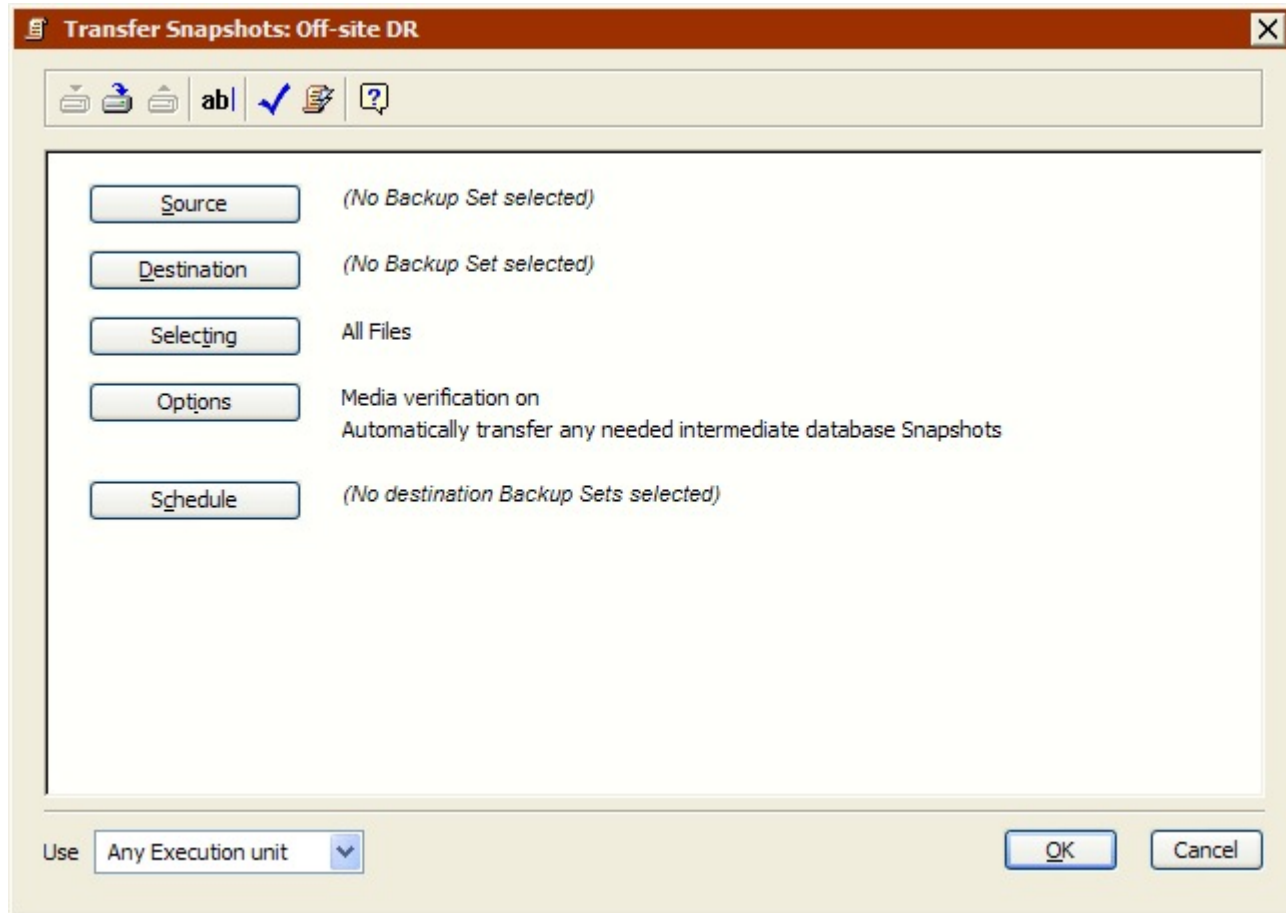 Transfer Snapshots: Off-site DR
ab|
Source (No Backup Set selected)
Destination (No Backup Set selected)
Selecting All Files
Options Media verification on
Automatically transfer any needed intermediate database Snapshots
Schedule (No destination Backup Sets selected)
Use Any Execution unit OK Cancel